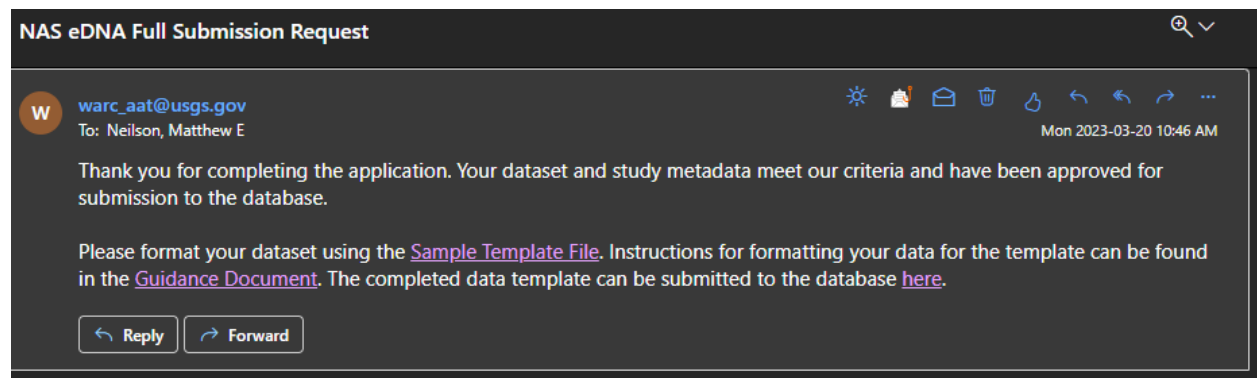 NAS eDNA Full Submission Request
W
warc_aat@usgs.gov
To: Neilson, Matthew E
Mon 2023-03-20 10:46 AM
Thank you for completing the application. Your dataset and study metadata meet our criteria and have been approved for
submission to the database.
Please format your dataset using the Sample Template File. Instructions for formatting your data for the template can be found
in the Guidance Document. The completed data template can be submitted to the database here.
Reply
Forward